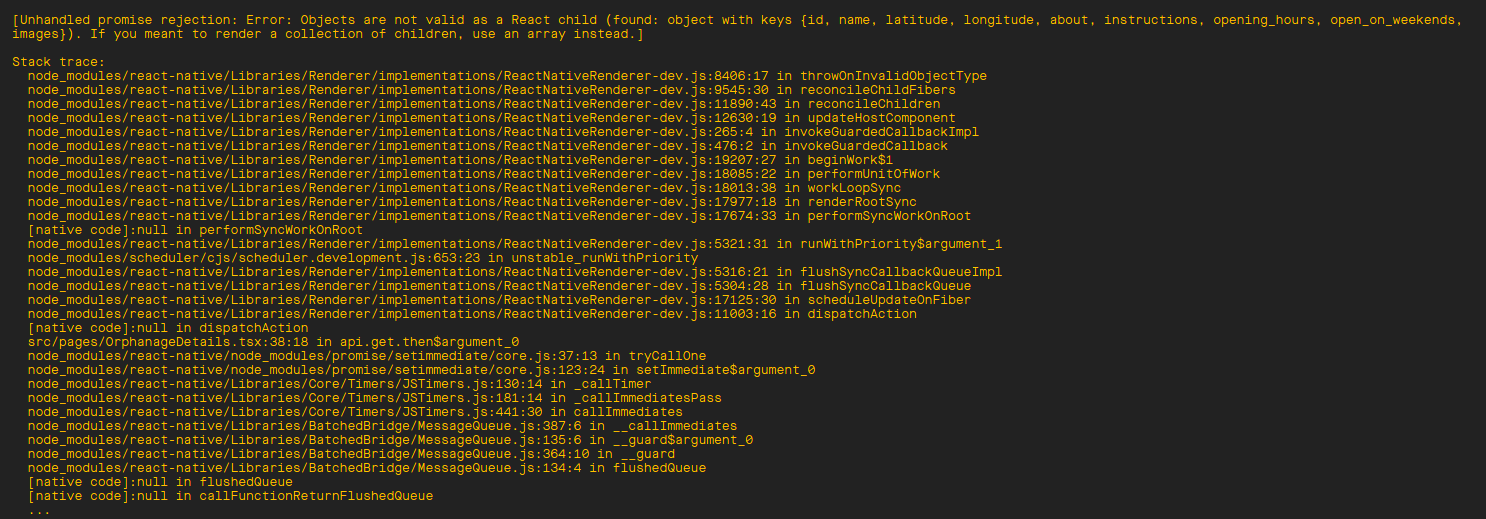 [Unhandled promise rejection: Error: Objects are not valid as a React child (found: object with keys {id, name, latitude, longitude, about, instructions, opening_hours, open_on_weekends,
images}). If you meant to render a collection of children, use an array instead.]
Stack trace:
node_modules/react-native/Libraries/Renderer/implementations/ReactNativeRenderer-dev.js:8406:17 in throwOnInvalidObjectType
node_modules/react-native/Libraries/Renderer/implementations/ReactNativeRenderer-dev.js:9545:30 in reconcileChildFibers
node_modules/react-native/Libraries/Renderer/implementations/ReactNativeRenderer-dev.js:11890:43 in reconcileChildren
node_modules/react-native/Libraries/Renderer/implementations/ReactNativeRenderer-dev.js:12630:19 in updateHostComponent
node_modules/react-native/Libraries/Renderer/implementations/ReactNativeRenderer-dev.js:265:4 in invokeGuardedCallbackImpl
node_modules/react-native/Libraries/Renderer/implementations/ReactNativeRenderer-dev.js:476:2 in invokeGuardedCallback
node_modules/react-native/Libraries/Renderer/implementations/ReactNativeRenderer-dev.js:19207:27 in beginWork$1
node_modules/react-native/Libraries/Renderer/implementations/ReactNativeRenderer-dev.js:18085:22 in performUnitOfWork
node_modules/react-native/Libraries/Renderer/implementations/ReactNativeRenderer-dev.js:18013:38 in workLoopSync
node_modules/react-native/Libraries/Renderer/implementations/ReactNativeRenderer-dev.js:17977:18 in renderRootSync
node_modules/react-native/Libraries/Renderer/implementations/ReactNativeRenderer-dev.js:17674:33 in performSyncWorkOnRoot
[native code]:null in performSyncWorkOnRoot
node_modules/react-native/Libraries/Renderer/implementations/ReactNativeRenderer-dev.js:5321:31 in runWithPriority$argument_1
node_modules/scheduler/cjs/scheduler.development.js:653:23 in unstable_runWithPriority
node_modules/react-native/Libraries/Renderer/implementations/ReactNativeRenderer-dev.js:5316:21 in flushSyncCallbackQueueImpl
node_modules/react-native/Libraries/Renderer/implementations/ReactNativeRenderer-dev.js:5304:28 in flushSyncCallbackQueue
node_modules/react-native/Libraries/Renderer/implementations/ReactNativeRenderer-dev.js:17125:30 in scheduleUpdateOnFiber
node_modules/react-native/Libraries/Renderer/implementations/ReactNativeRenderer-dev.js:11003:16 in dispatchAction
[native code]:null in dispatchAction
src/pages/OrphanageDetails.tsx:38:18 in api.get.then$argument_0
node_modules/react-native/node_modules/promise/setimmediate/core.js:37:13 in tryCallOne
node_modules/react-native/node_modules/promise/setimmediate/core.js:123:24 in setImmediate$argument_0
node_modules/react-native/Libraries/Core/Timers/JSTimers.js:130:14 in _callTimer
node_modules/react-native/Libraries/Core/Timers/JSTimers.js:181:14 in _callImmediatesPass
node_modules/react-native/Libraries/Core/Timers/JSTimers.js:441:30 in callImmediates
node_modules/react-native/Libraries/BatchedBridge/MessageQueue.js:387:6 in __callImmediates
node_modules/react-native/Libraries/BatchedBridge/MessageQueue.js:135:6 in __guard$argument_0
node_modules/react-native/Libraries/BatchedBridge/MessageQueue.js:364:10 in __guard
node_modules/react-native/Libraries/BatchedBridge/MessageQueue.js:134:4 in flushedQueue
[native code]:null in flushedQueue
[native code]:null in callFunctionReturnFlushedQueue
...